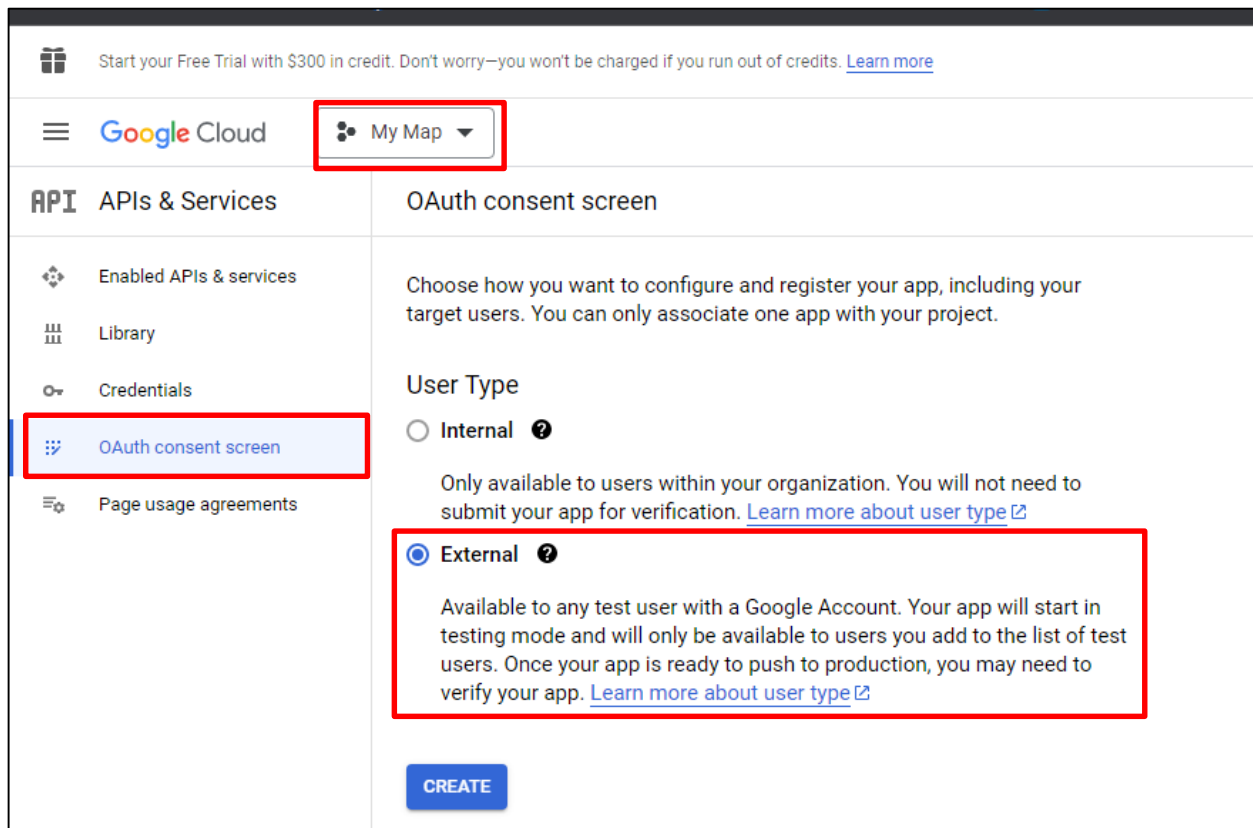 Start your Free Trial with $300 in credit. Don't worry—you won't be charged if you run out of credits. Learn more
Google Cloud
My Map
API APIs & Services
OAuth consent screen
Enabled APIs & services
Library
Credentials
OAuth consent screen
Page usage agreements
Choose how you want to configure and register your app, including your
target users. You can only associate one app with your project.
User Type
Internal ?
Only available to users within your organization. You will not need to
submit your app for verification. Learn more about user type
External ?
Available to any test user with a Google Account. Your app will start in
testing mode and will only be available to users you add to the list of test
users. Once your app is ready to push to production, you may need to
verify your app. Learn more about user type
CREATE